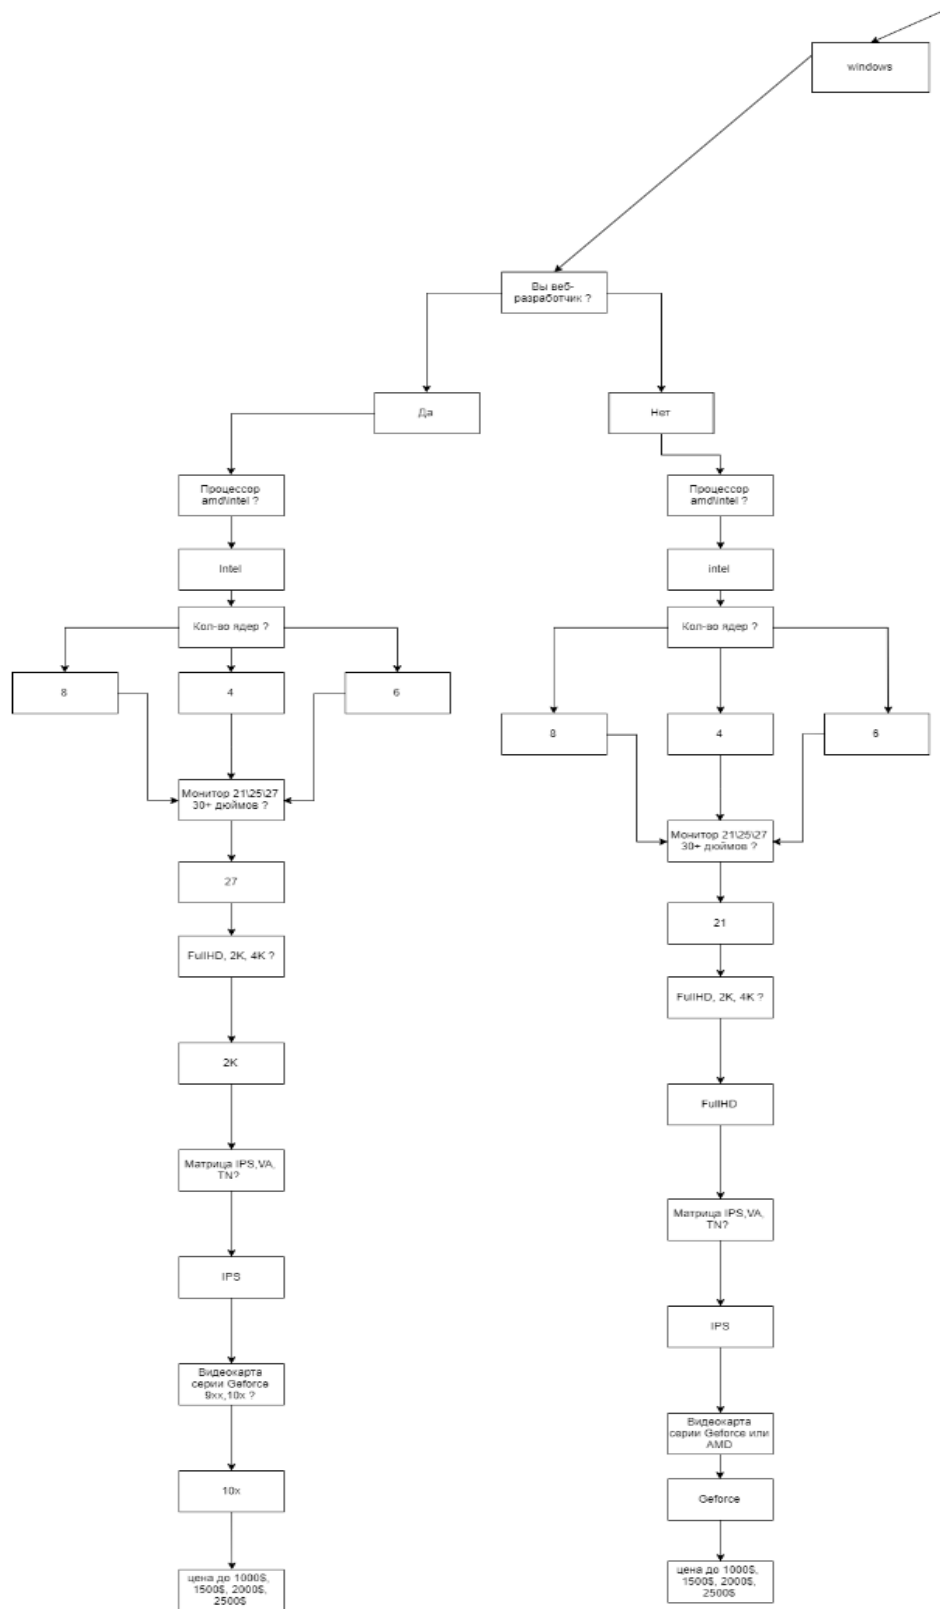 windows
Вы веб-
разработчик ?
Да
Нет
Процессор
amd\intel ?
Процессор
amd\intel ?
Intel
intel
Кол-во ядер ?
Кол-во ядер ?
8
4
6
8
4
6
Монитор 21\25\27
30+ дюймов ?
Монитор 21\25\27
30+ дюймов ?
27
21
FullHD, 2K, 4K ?
FullHD, 2K, 4K ?
2K
FullHD
Матрица IPS,VA,
TN?
Матрица IPS,VA,
TN?
IPS
IPS
Видеокарта
серии Geforce
9xx,10x ?
Видеокарта
серии Geforce или
AMD
10x
Geforce
цена до 1000$,
1500$, 2000$,
2500$
цена до 1000$,
1500$, 2000$,
2500$